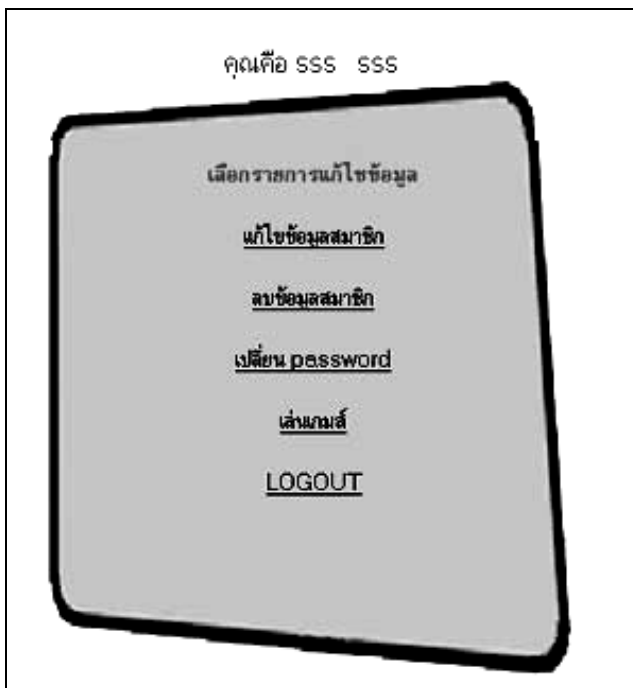 คุณคือ sss sss
เลือกรายการแก้ไขข้อมูล
แก้ไขข้อมูลสมาชิก
ลบข้อมูลสมาชิก
เปลี่ยน password
เล่นเกมส์
LOGOUT